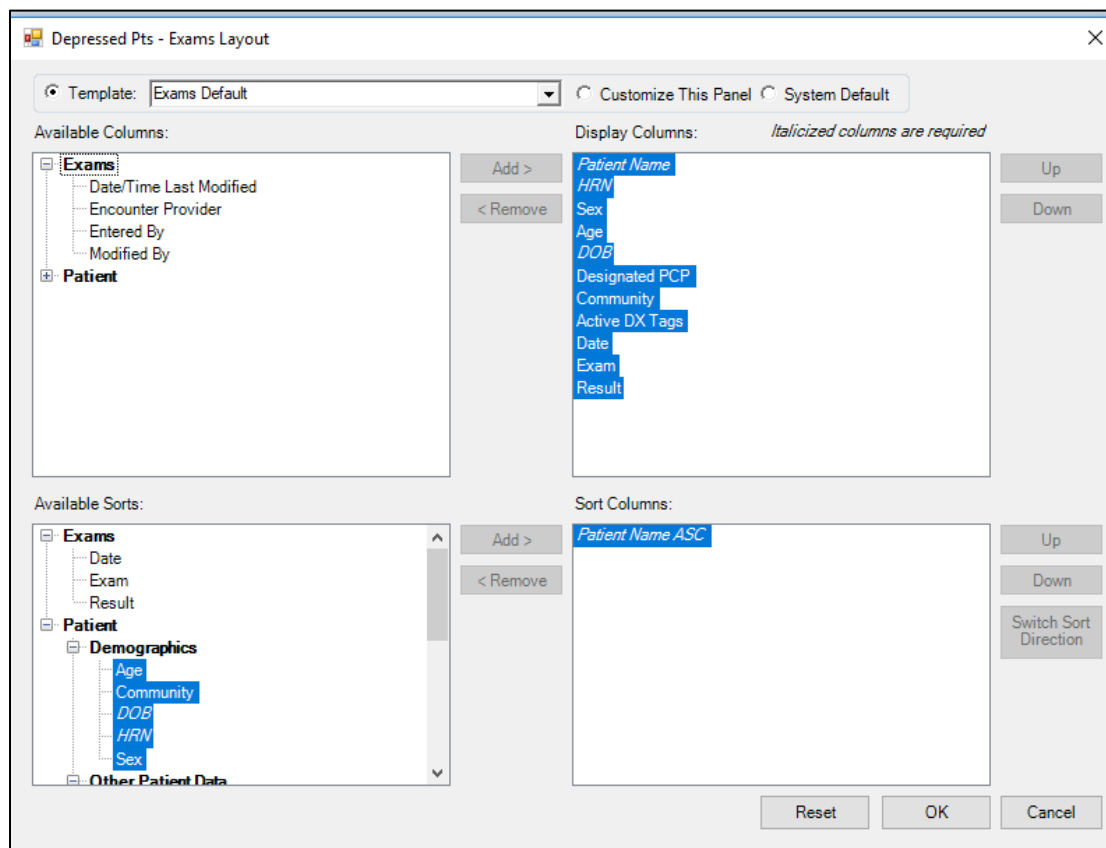 Depressed Pts - Exams Layout
Template: Exams Default Customize This Panel System Default
Available Columns:
Exams
Date/Time Last Modified
Encounter Provider
Entered By
Modified By
Patient
Add >
< Remove
Display Columns: Italicized columns are required
Patient Name
HRN
Sex
Age
DOB
Designated PCP
Community
Active DX Tags
Date
Exam
Result
Up
Down
Available Sorts:
Exams
Date
Exam
Result
Patient
Demographics
Age
Community
DOB
HRN
Sex
Other Patient Data
Add >
< Remove
Sort Columns:
Patient Name ASC
Up
Down
Switch Sort
Direction
Reset OK Cancel